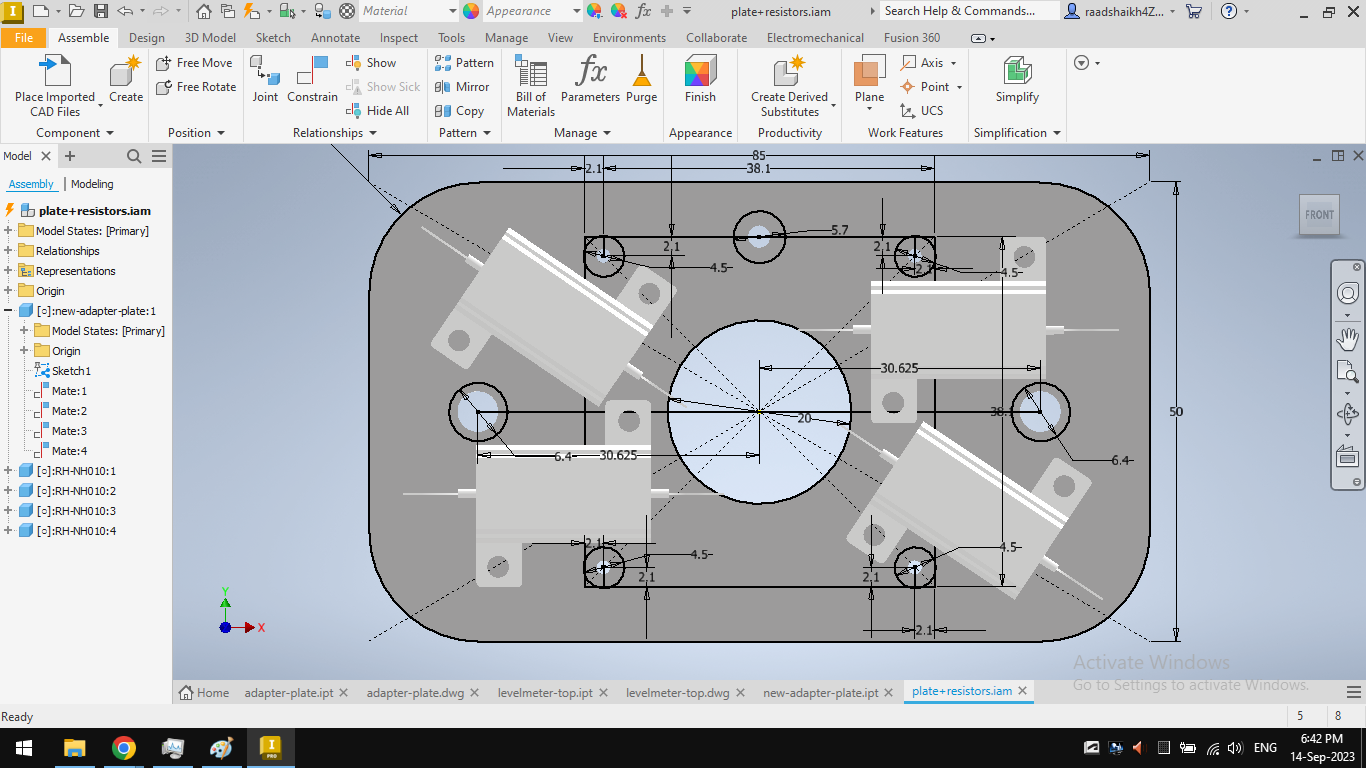 Material
Appearance
plate+resistors.iam
Search Help & Commands...
raadshaikh4Z...
File
Assemble
Design
3D Model
Sketch
Annotate
Inspect
Tools
Manage
View
Environments
Collaborate
Electromechanical
Fusion 360
Place Imported
CAD Files
Create
Free Move
Free Rotate
Joint
Constrain
Show
Show Sick
Hide All
Pattern
Mirror
Copy
Bill of
Materials
Parameters
Purge
Finish
Create Derived
Substitutes
Plane
Axis
Point
UCS
Simplify
Component
Position
Relationships
Pattern
Manage
Appearance
Productivity
Work Features
Simplification
Model
Assembly
Modeling
plate+resistors.iam
Model States: [Primary]
Relationships
Representations
Origin
[○]:new-adapter-plate:1
Model States: [Primary]
Origin
Sketch1
Mate:1
Mate:2
Mate:3
Mate:4
[○]:RH-NH010:1
[○]:RH-NH010:2
[○]:RH-NH010:3
[○]:RH-NH010:4
85
2.1
38.1
5.7
2.1
2.1
4.5
2.1
4.5
30.625
20
38.1
50
6.4
30.625
6.4
2.1
4.5
4.5
2.1
2.1
2.1
FRONT
Y
X
Activate Windows
Go to Settings to activate Windows.
Home
adapter-plate.ipt
adapter-plate.dwg
levelmeter-top.ipt
levelmeter-top.dwg
new-adapter-plate.ipt
plate+resistors.iam
Ready
5
8
PRO
ENG
6:42 PM
14-Sep-2023